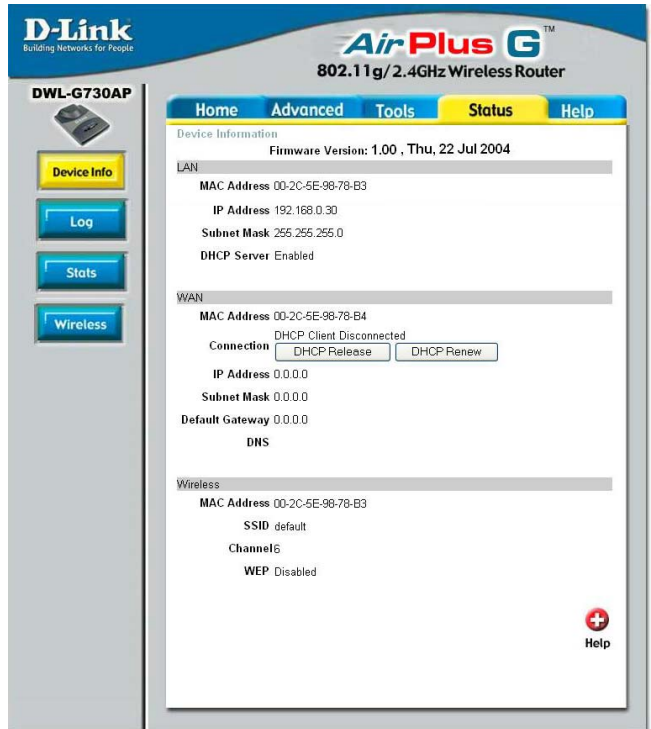 D-Link
Building Networks for People
Air Plus G™
802.11g/2.4GHz Wireless Router
DWL-G730AP
Home Advanced Tools Status Help
Device Info
Log
Stats
Wireless
Device Information
Firmware Version: 1.00 , Thu, 22 Jul 2004
LAN
MAC Address 00-2C-5E-98-78-B3
IP Address 192.168.0.30
Subnet Mask 255.255.255.0
DHCP Server Enabled
WAN
MAC Address 00-2C-5E-98-78-B4
Connection DHCP Client Disconnected
DHCP Release DHCP Renew
IP Address 0.0.0.0
Subnet Mask 0.0.0.0
Default Gateway 0.0.0.0
DNS
Wireless
MAC Address 00-2C-5E-98-78-B3
SSID default
Channel 6
WEP Disabled
Help